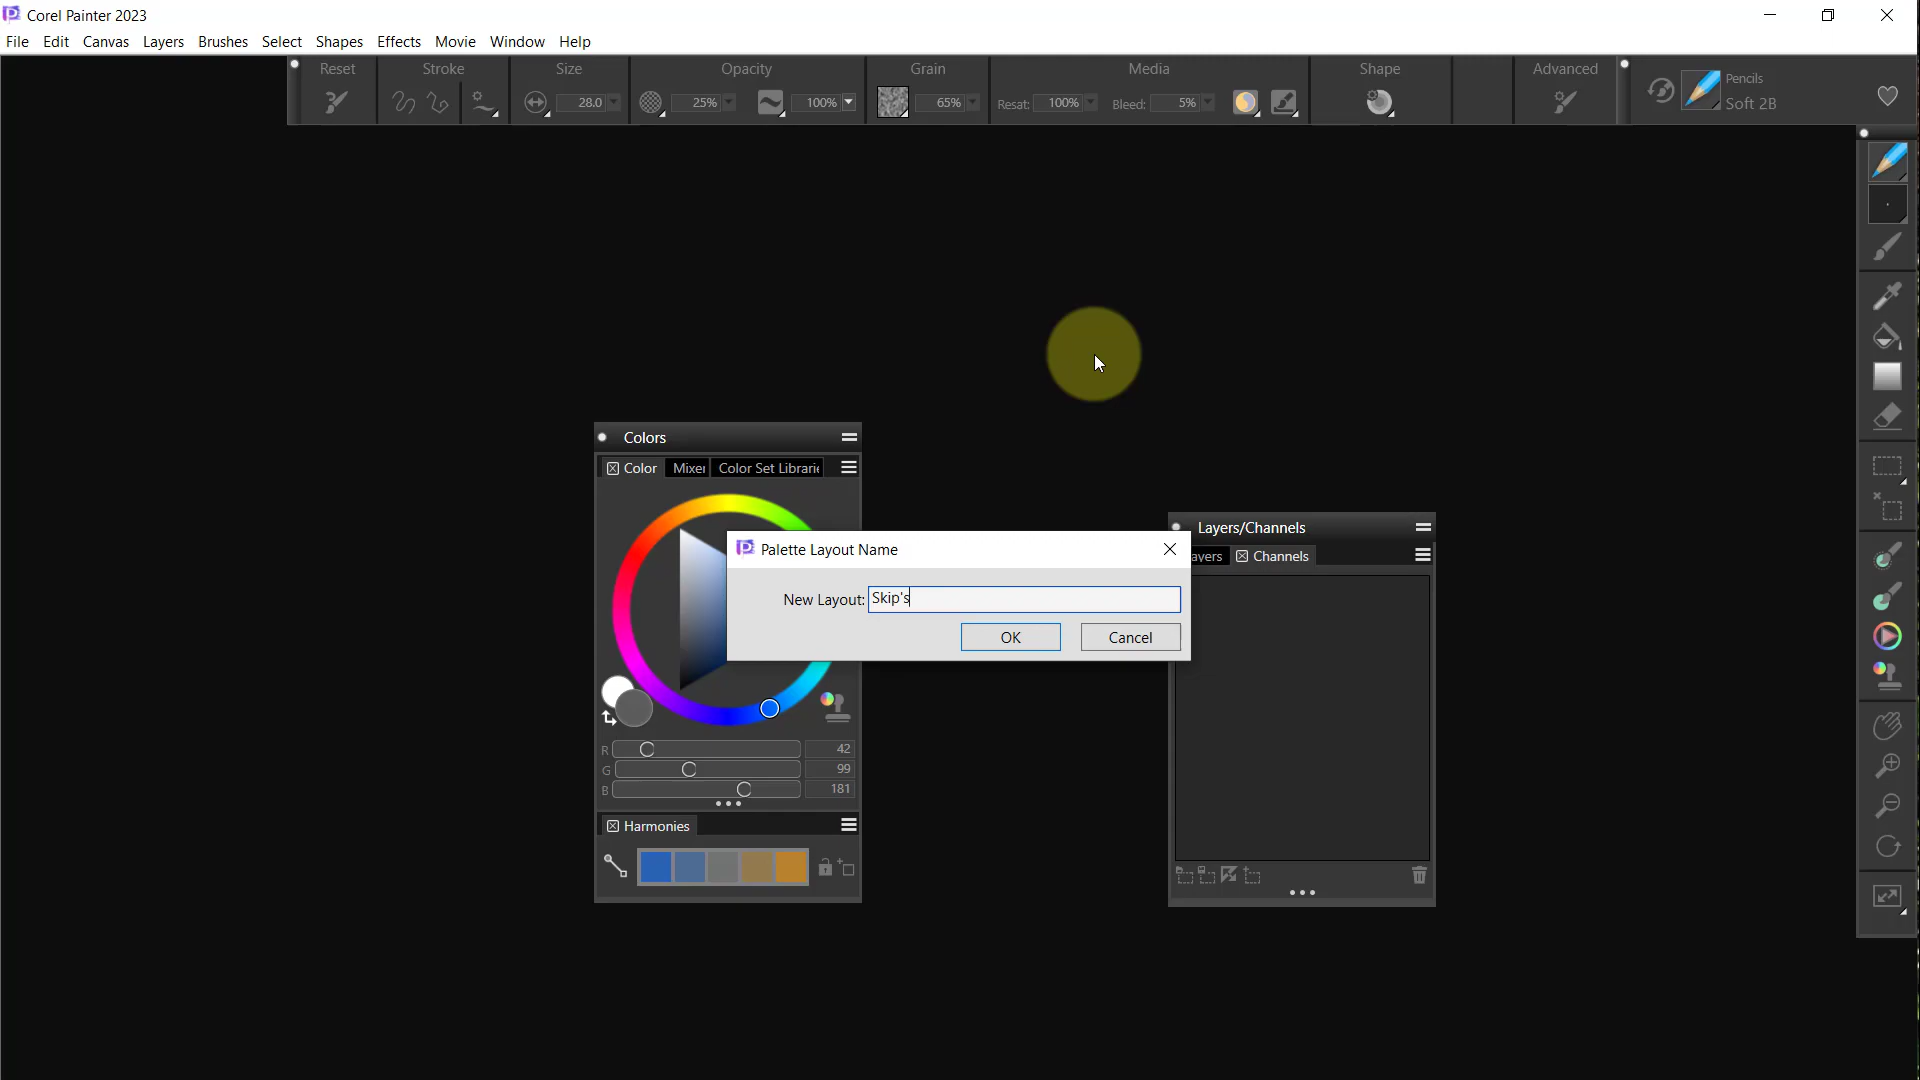 Corel Painter 2023
File Edit Canvas Layers Brushes Select Shapes Effects Movie Window Help
Reset Stroke Size Opacity Grain Media Shape Advanced
28.0 25% 100% 65% Resat: 100% Bleed: 5%
Pencils
Soft 2B
Colors
Color Mixer Color Set Librarie
Layers/Channels
ayers Channels
Palette Layout Name
New Layout: Skip's
OK Cancel
R 42
G 99
B 181
Harmonies